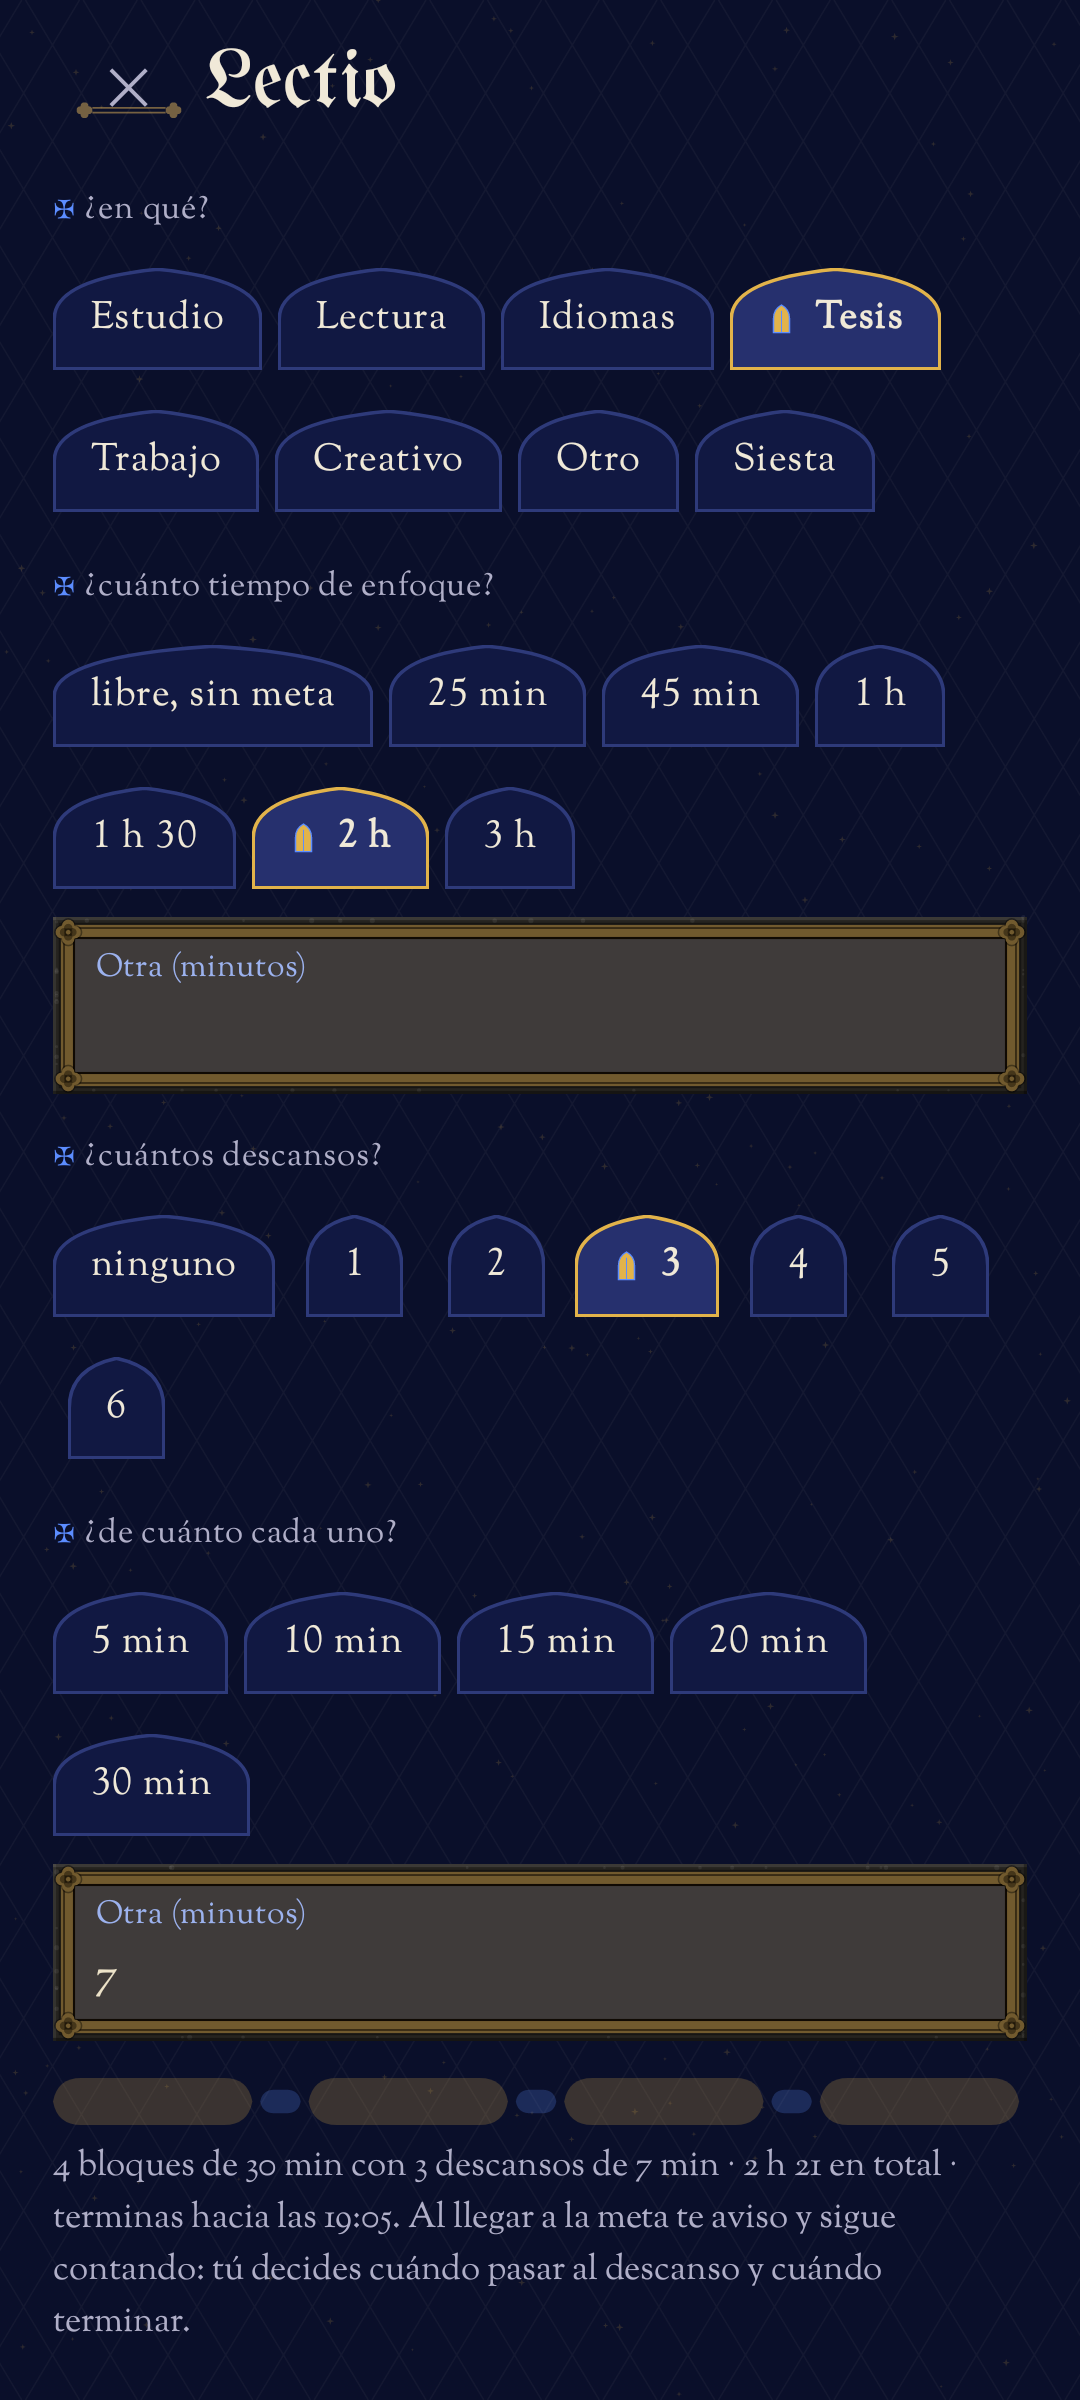 Lectio
✠ ¿en qué?
Estudio Lectura Idiomas Tesis
Trabajo Creativo Otro Siesta
✠ ¿cuánto tiempo de enfoque?
libre, sin meta 25 min 45 min 1 h
1 h 30 2 h 3 h
Otra (minutos)
✠ ¿cuántos descansos?
ninguno 1 2 3 4 5
6
✠ ¿de cuánto cada uno?
5 min 10 min 15 min 20 min
30 min
Otra (minutos)
7
4 bloques de 30 min con 3 descansos de 7 min · 2 h 21 en total ·
terminas hacia las 19:05. Al llegar a la meta te aviso y sigue
contando: tú decides cuándo pasar al descanso y cuándo
terminar.